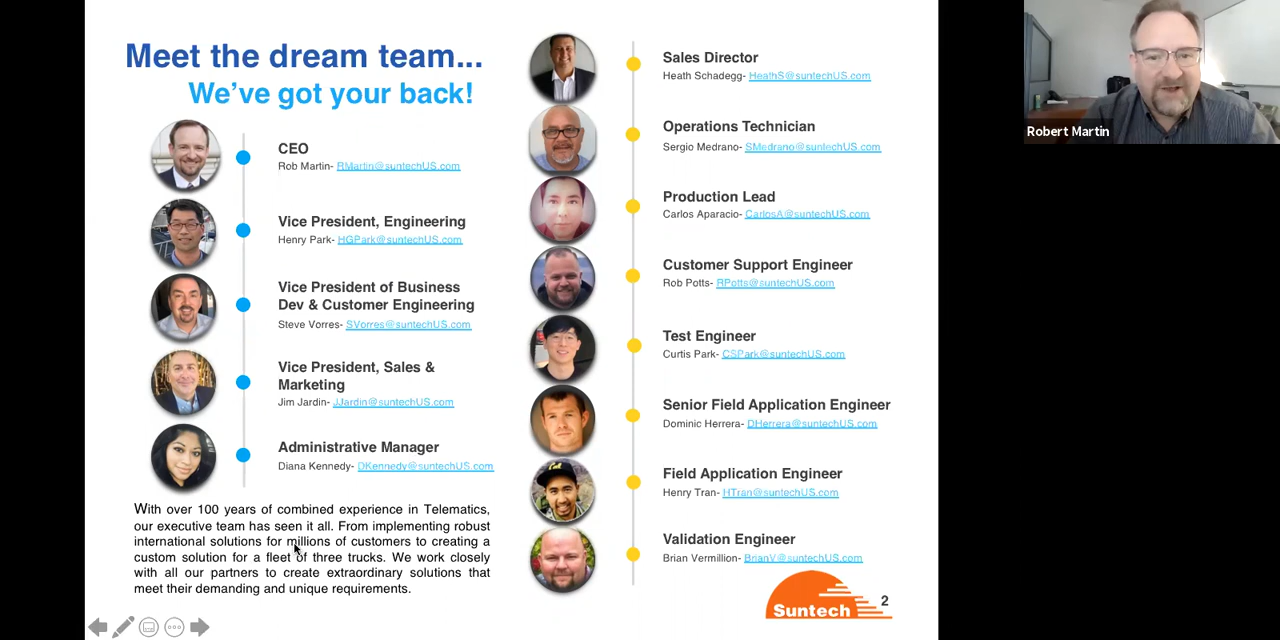 Meet the dream team...
We've got your back!
CEO
Rob Martin- RMartin@suntechUS.com
Vice President, Engineering
Henry Park- HGPark@suntechUS.com
Vice President of Business
Dev & Customer Engineering
Steve Vorres- SVorres@suntechUS.com
Vice President, Sales &
Marketing
Jim Jardin- JJardin@suntechUS.com
Administrative Manager
Diana Kennedy- DKennedy@suntechUS.com
With over 100 years of combined experience in Telematics,
our executive team has seen it all. From implementing robust
international solutions for millions of customers to creating a
custom solution for a fleet of three trucks. We work closely
with all our partners to create extraordinary solutions that
meet their demanding and unique requirements.
Sales Director
Heath Schadegg- HeathS@suntechUS.com
Operations Technician
Sergio Medrano- SMedrano@suntechUS.com
Production Lead
Carlos Aparacio- CarlosA@suntechUS.com
Customer Support Engineer
Rob Potts- RPotts@suntechUS.com
Test Engineer
Curtis Park- CSPark@suntechUS.com
Senior Field Application Engineer
Dominic Herrera- DHerrera@suntechUS.com
Field Application Engineer
Henry Tran- HTran@suntechUS.com
Validation Engineer
Brian Vermillion- BrianV@suntechUS.com
Suntech
2
Robert Martin